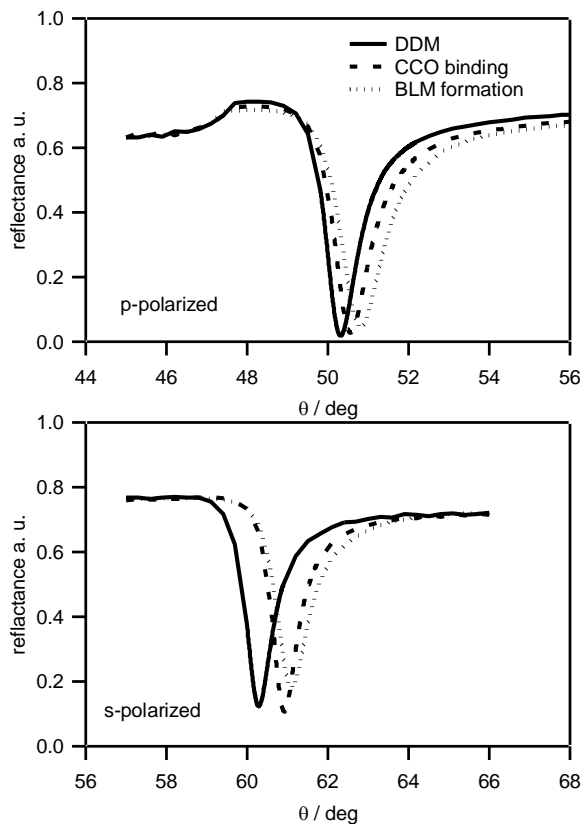 1.0
0.8
0.6
0.4
0.2
0.0
reflectance a. u.
DDM
CCO binding
BLM formation
p-polarized
44 46 48 50 52 54 56
θ / deg
1.0
0.8
0.6
0.4
0.2
0.0
reflactance a. u.
s-polarized
56 58 60 62 64 66 68
θ / deg